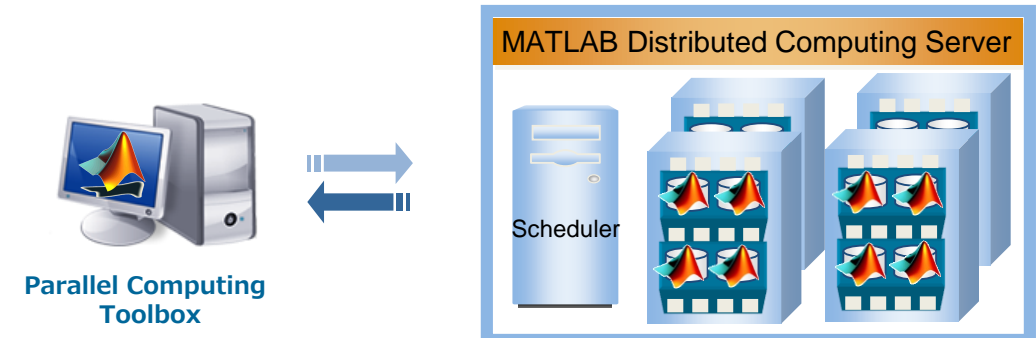 MATLAB Distributed Computing Server
Scheduler
Parallel Computing
Toolbox